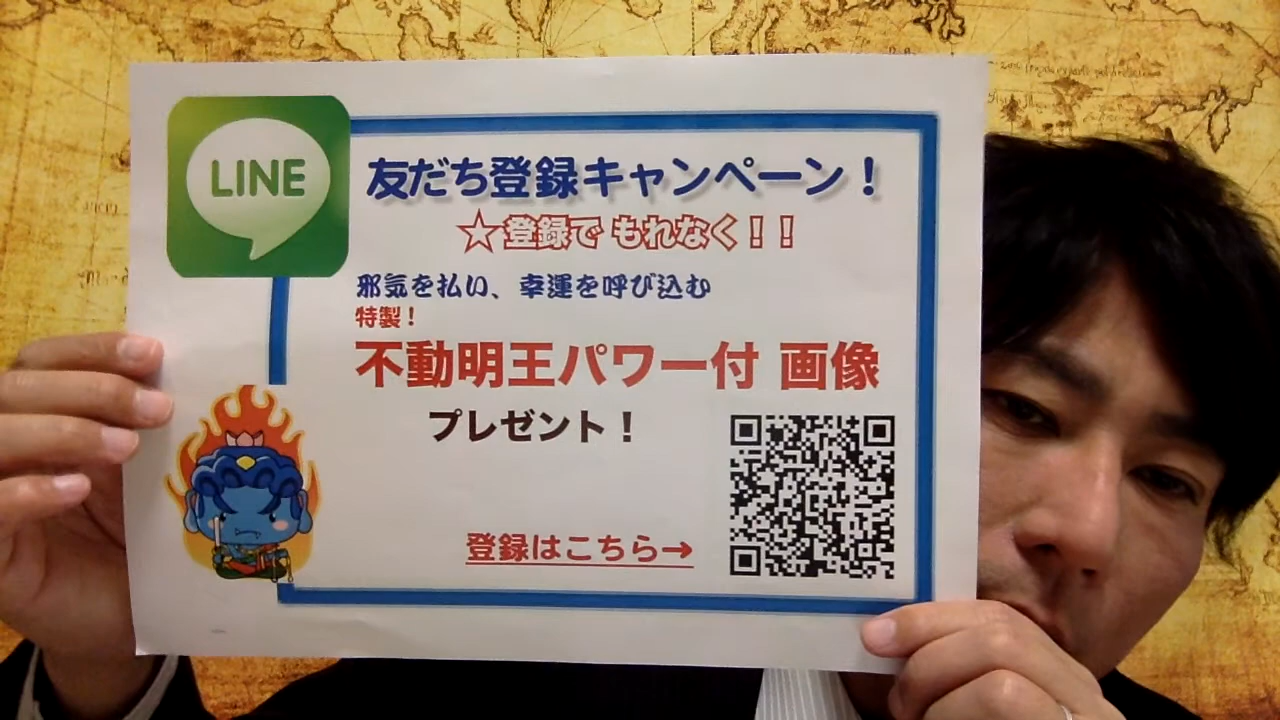 LINE
友だち登録キャンペーン!
☆登録で もれなく!!
邪気を払い、幸運を呼び込む
特製!
不動明王パワー付 画像
プレゼント!
登録はこちら→